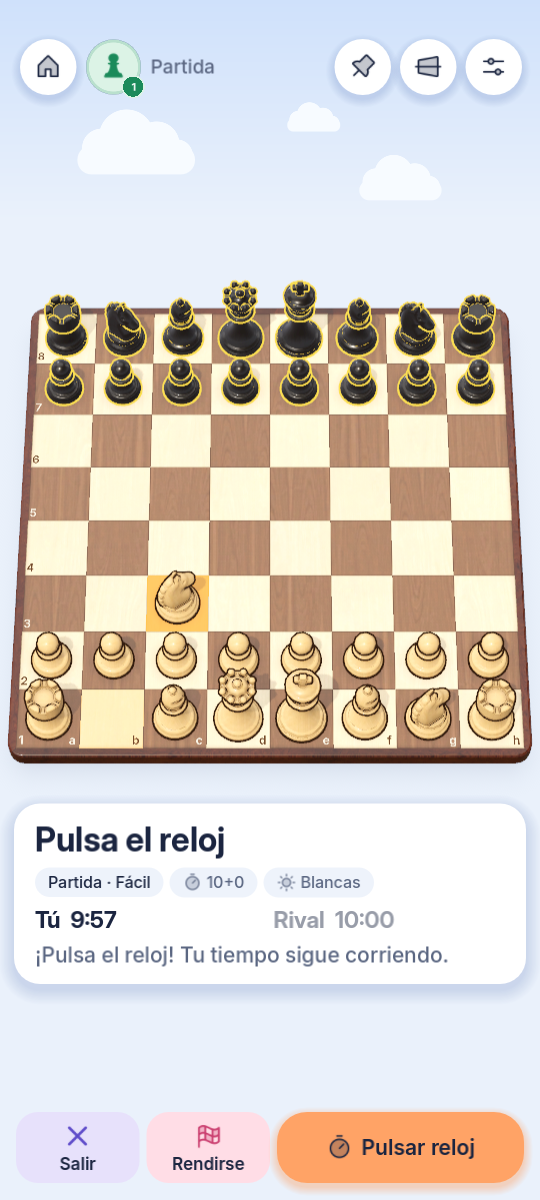 Partida
1
8
7
6
5
4
3
2
1 a b c d e f g h
Pulsa el reloj
Partida · Fácil 10+0 Blancas
Tú 9:57 Rival 10:00
¡Pulsa el reloj! Tu tiempo sigue corriendo.
Salir Rendirse Pulsar reloj